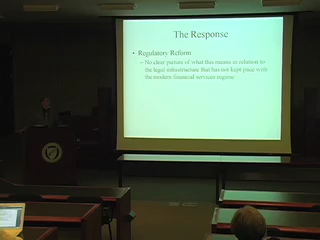 The Response
• Regulatory Reform
– No clear picture of what this means in relation to
the legal infrastructure that has not kept pace with
the modern financial services regime